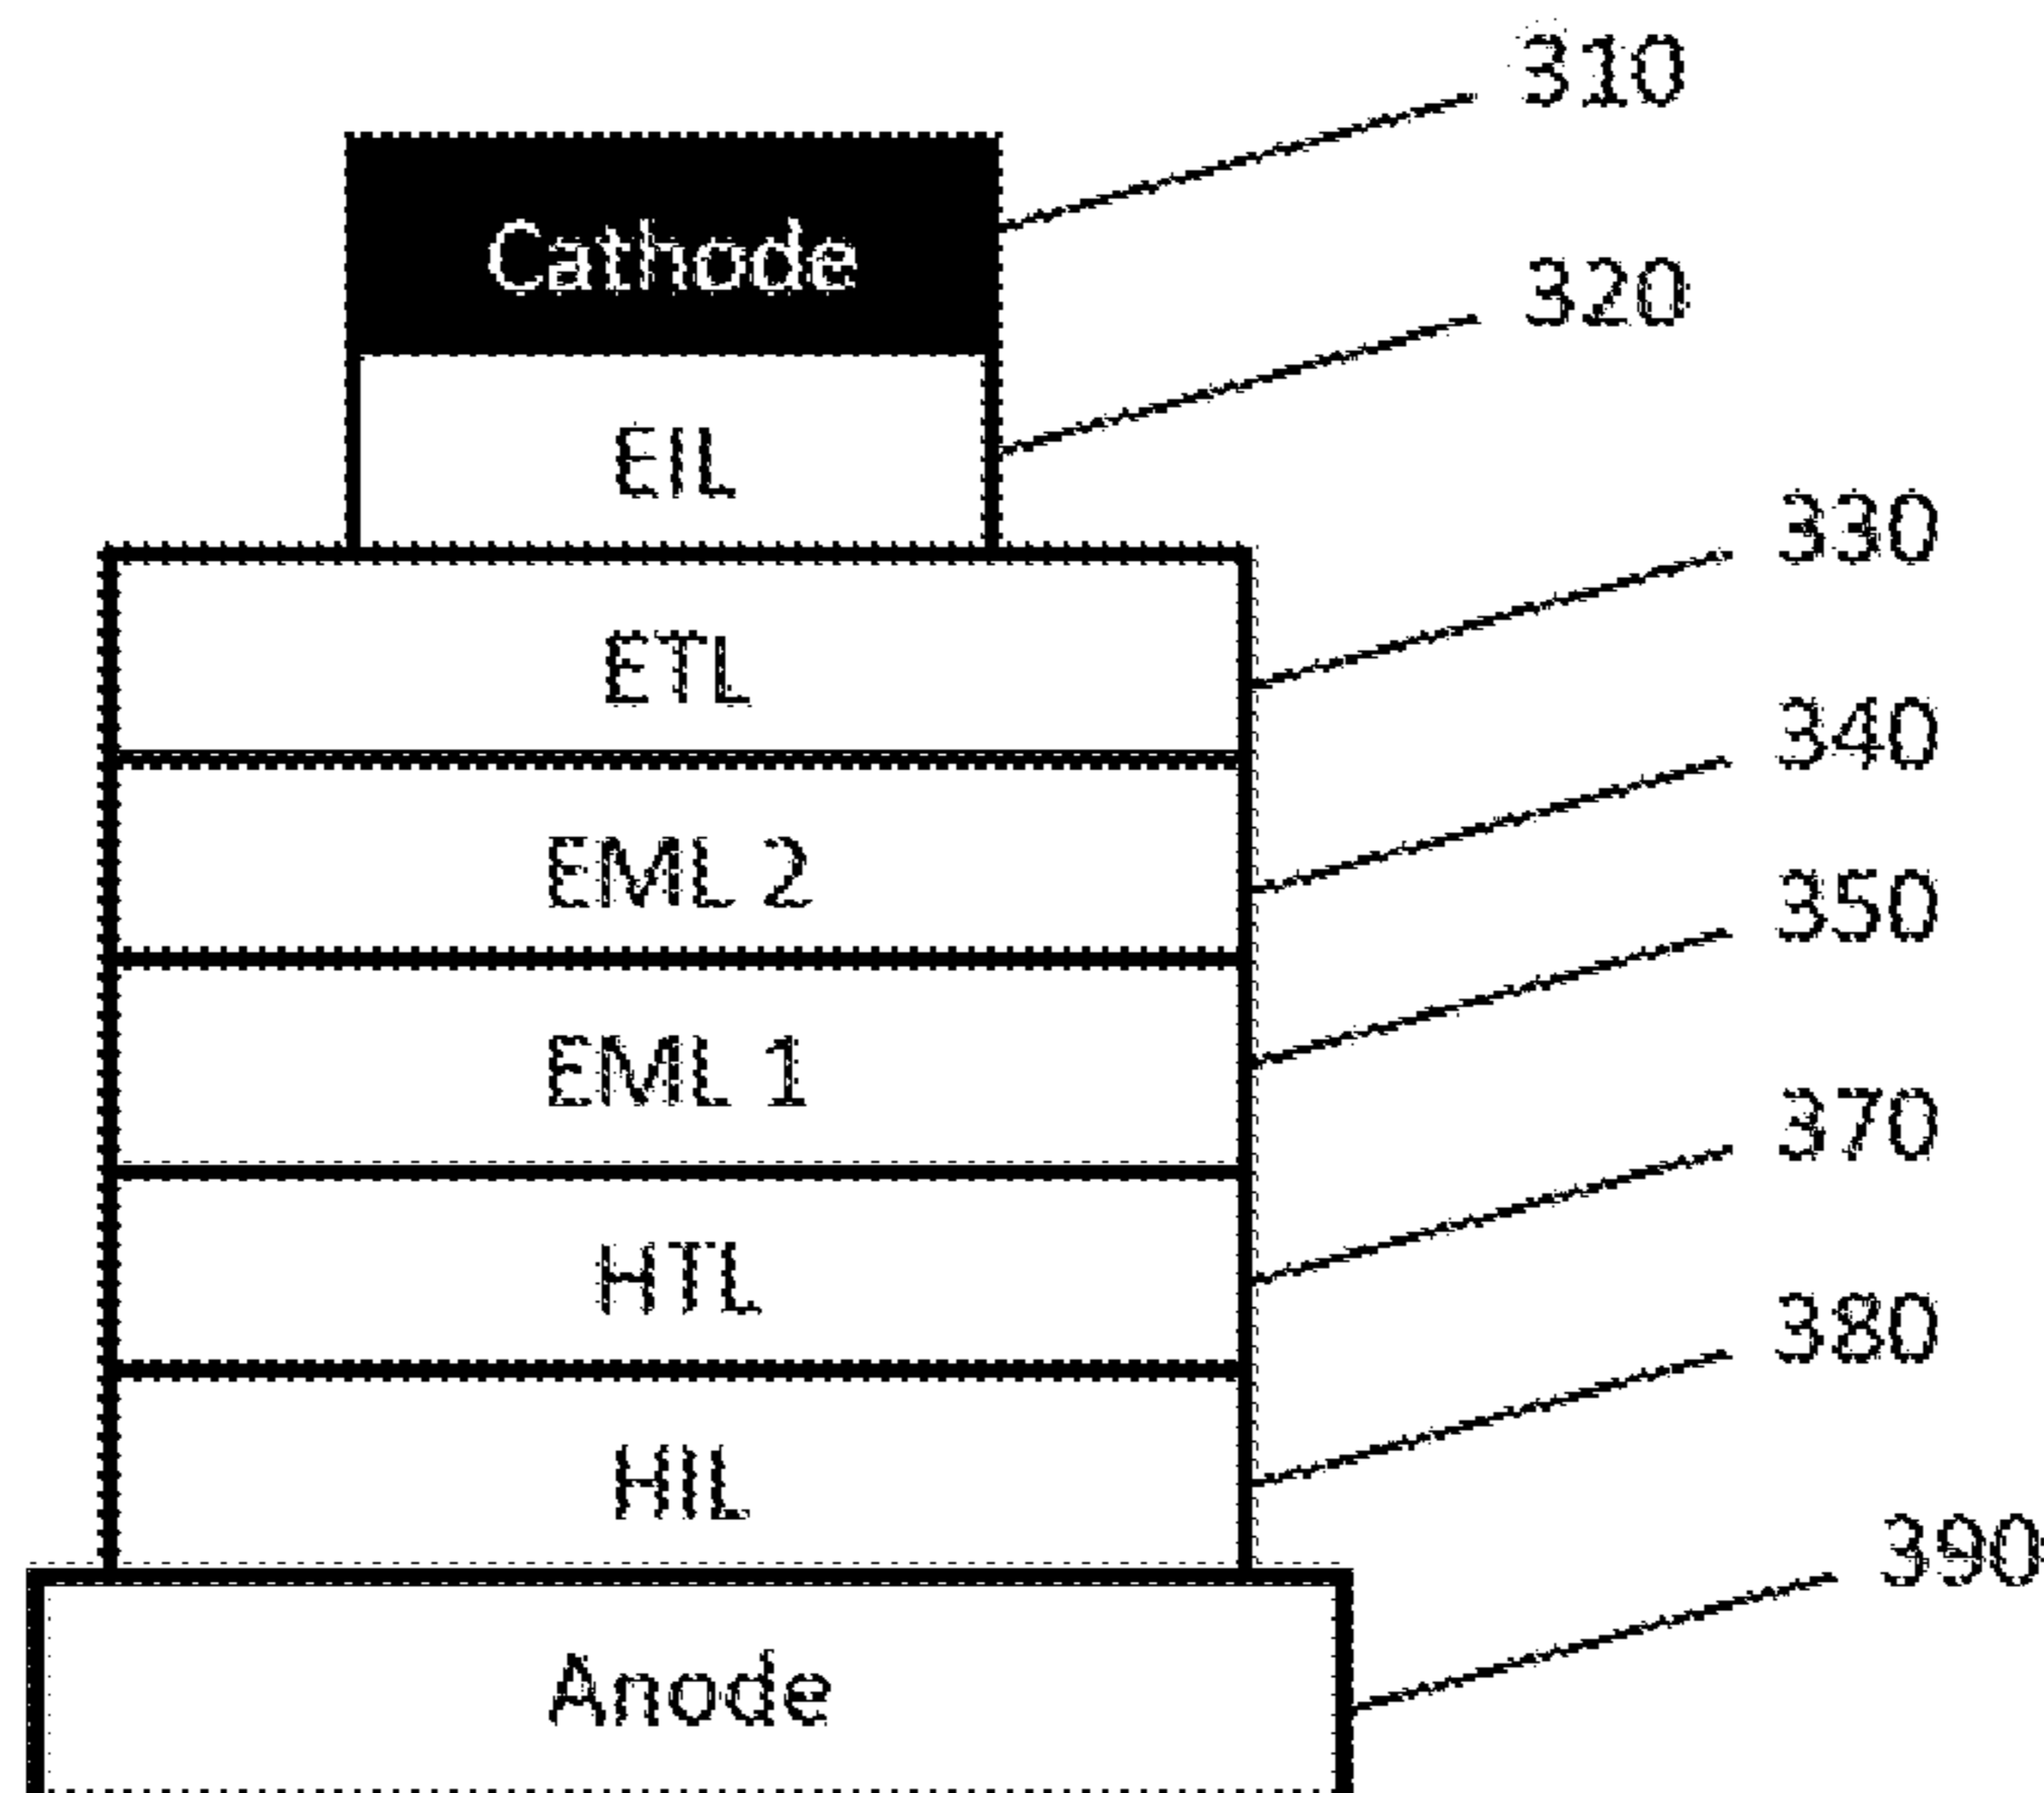 310
Cathode
320
EIL
330
ETL
340
EML 2
350
EML 1
370
HTL
380
HIL
390
Anode